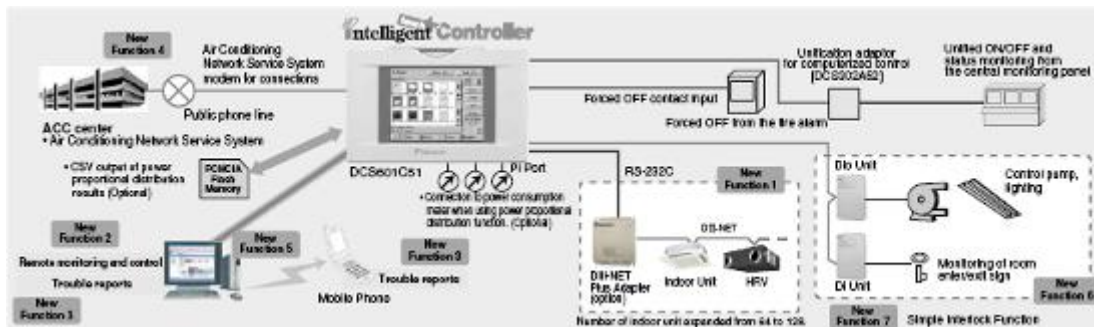 intelligent Controller
New
Function 4
Air Conditioning
Network Service System
modem for connections
Public phone line
ACC center
• Air Conditioning Network Service System
• CSV output of power
proportional distribution
results (Optional)
PCMCIA
Flash
Memory
DCS601C51
Pi Port
• Connection to power consumption
meter when using power proportional
distribution function. (Optional)
New
Function 2
Remote monitoring and control
Trouble reports
New
Function 3
New
Function 5
Mobile Phone
New
Function 3
Trouble reports
Forced OFF contact input
Forced OFF from the fire alarm
Unification adaptor
for computerized control
[DCS302A52]
Unified ON/OFF and
status monitoring from
the central monitoring panel
RS-232C
New
Function 1
DIII-NET
DIII-NET
Plus Adapter
(option)
Indoor Unit
HRV
Number of indoor unit expanded from 64 to 128.
Dio Unit
Control pump,
lighting
Di Unit
Monitoring of room
enter/exit sign
New
Function 6
New
Function 7
Simple Interlock Function